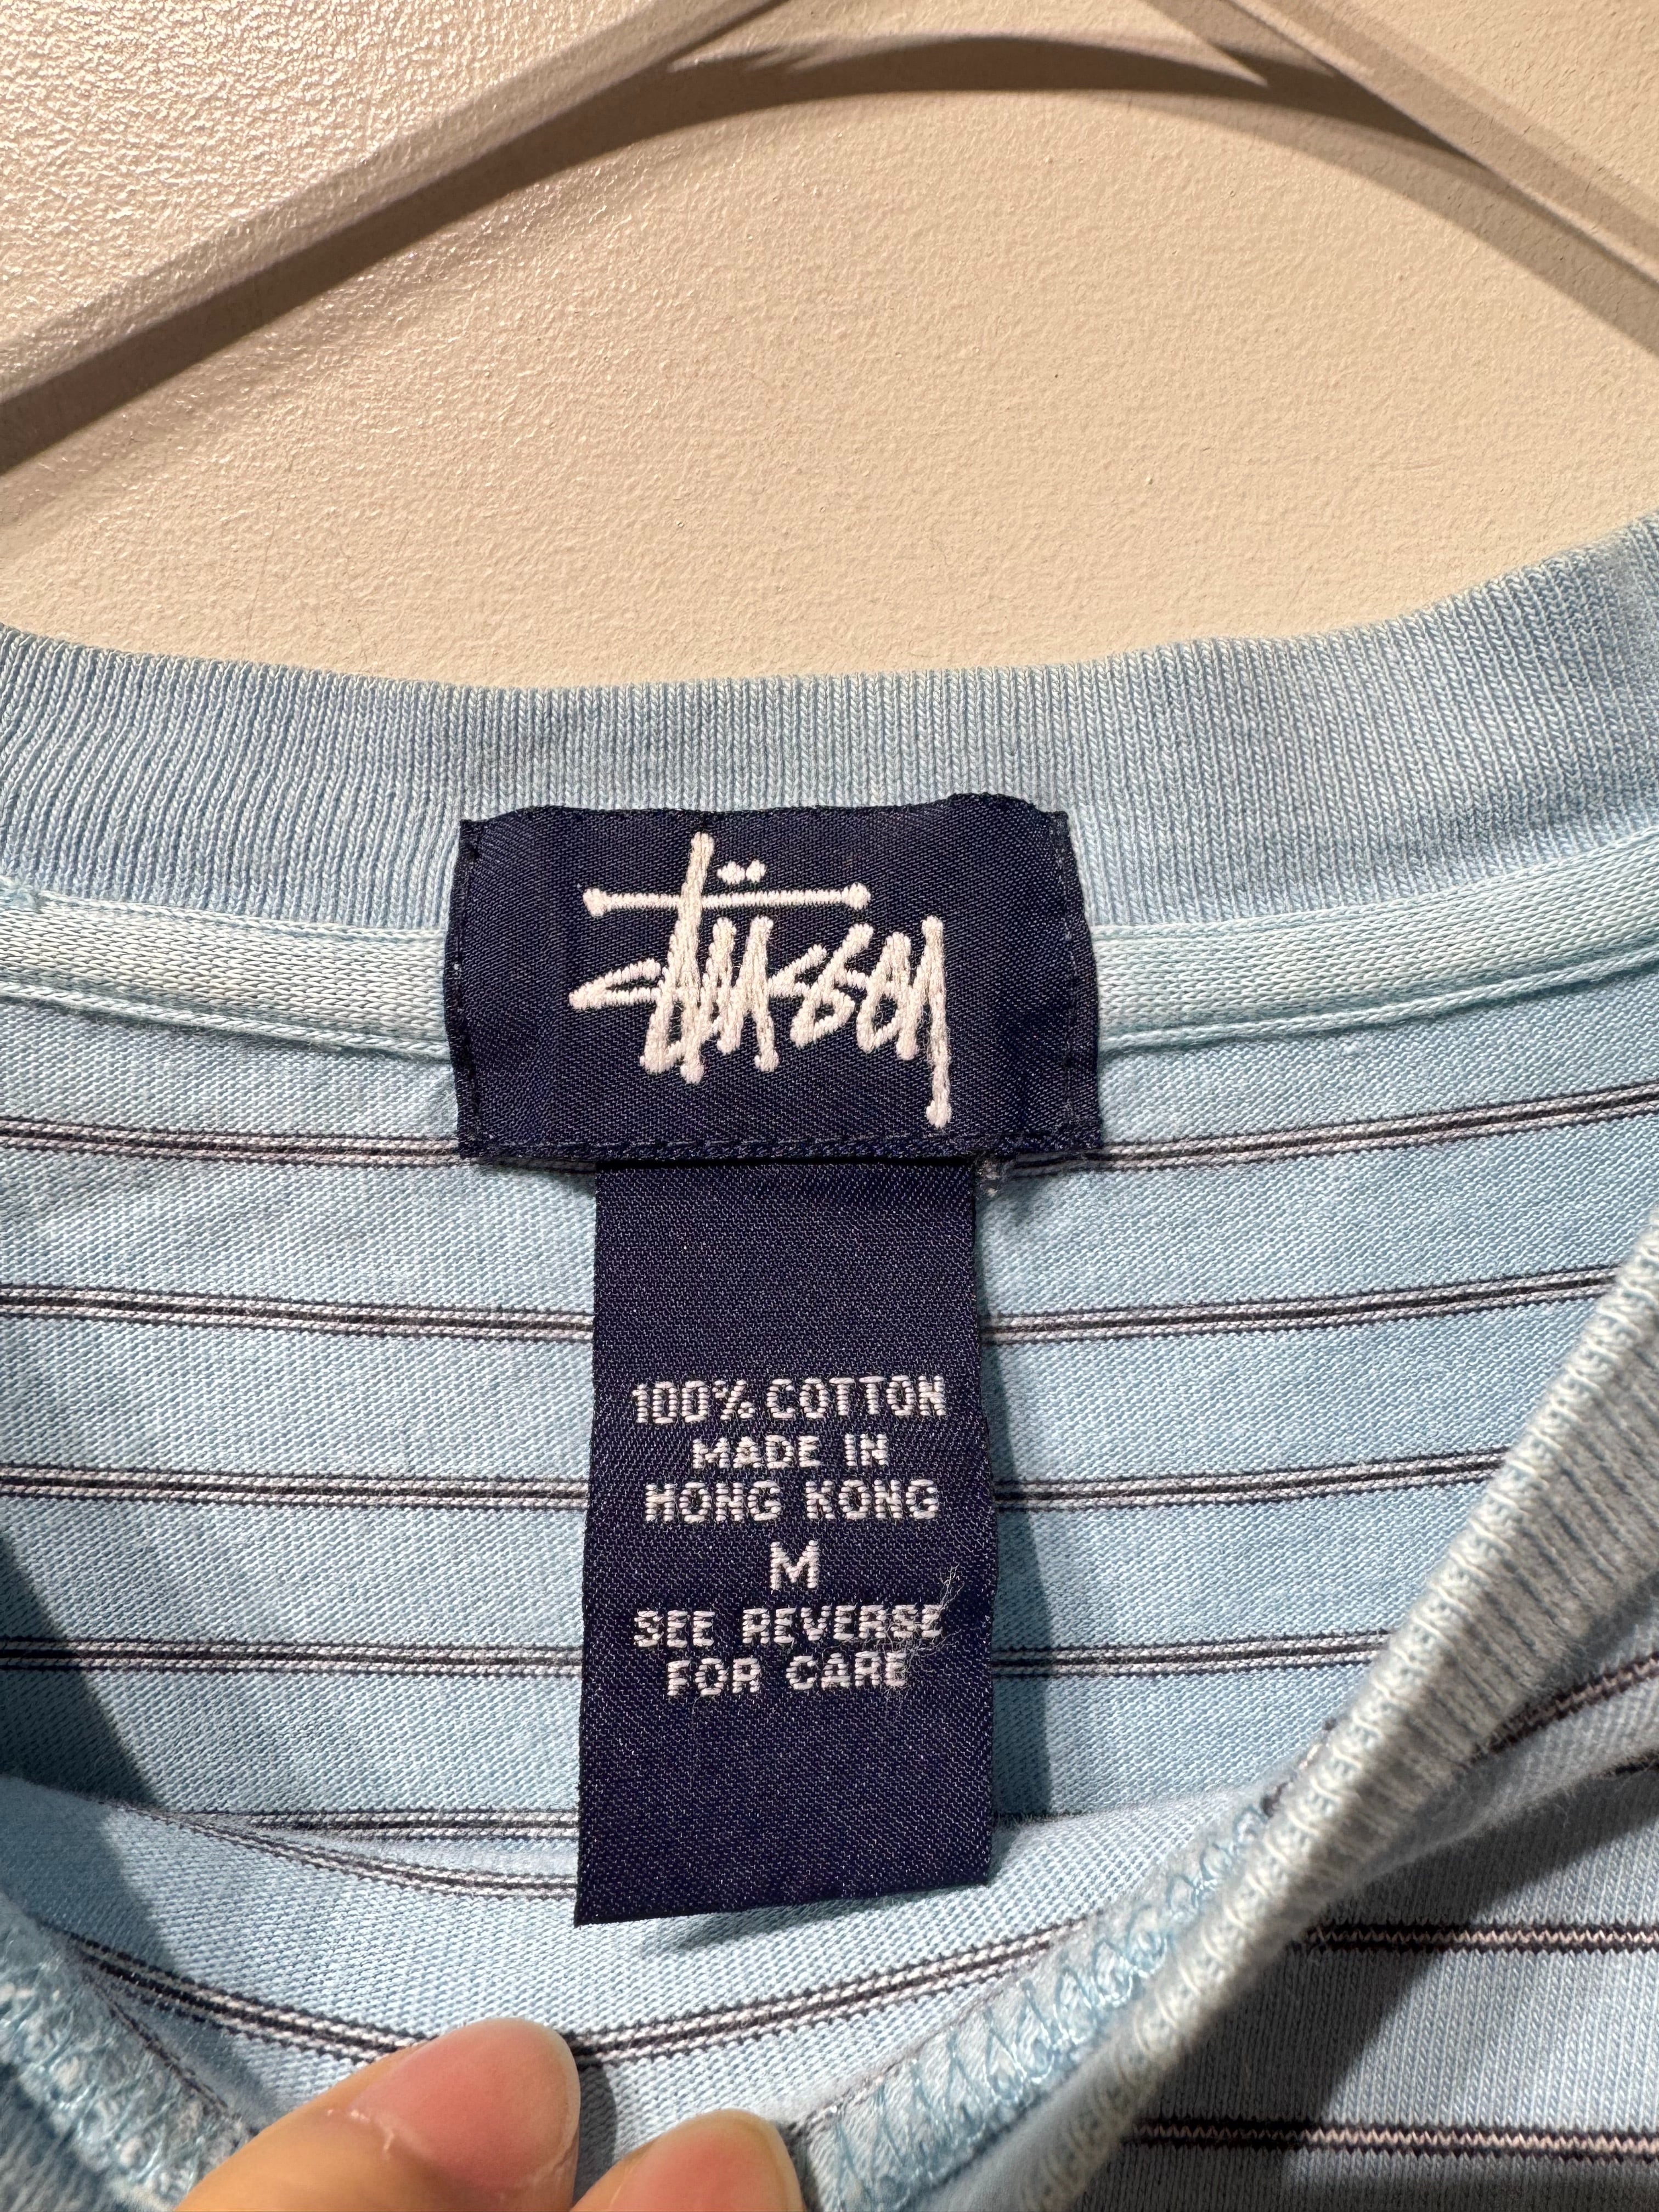 Stüssy
100% COTTON
MADE IN
HONG KONG
M
SEE REVERSE
FOR CARE